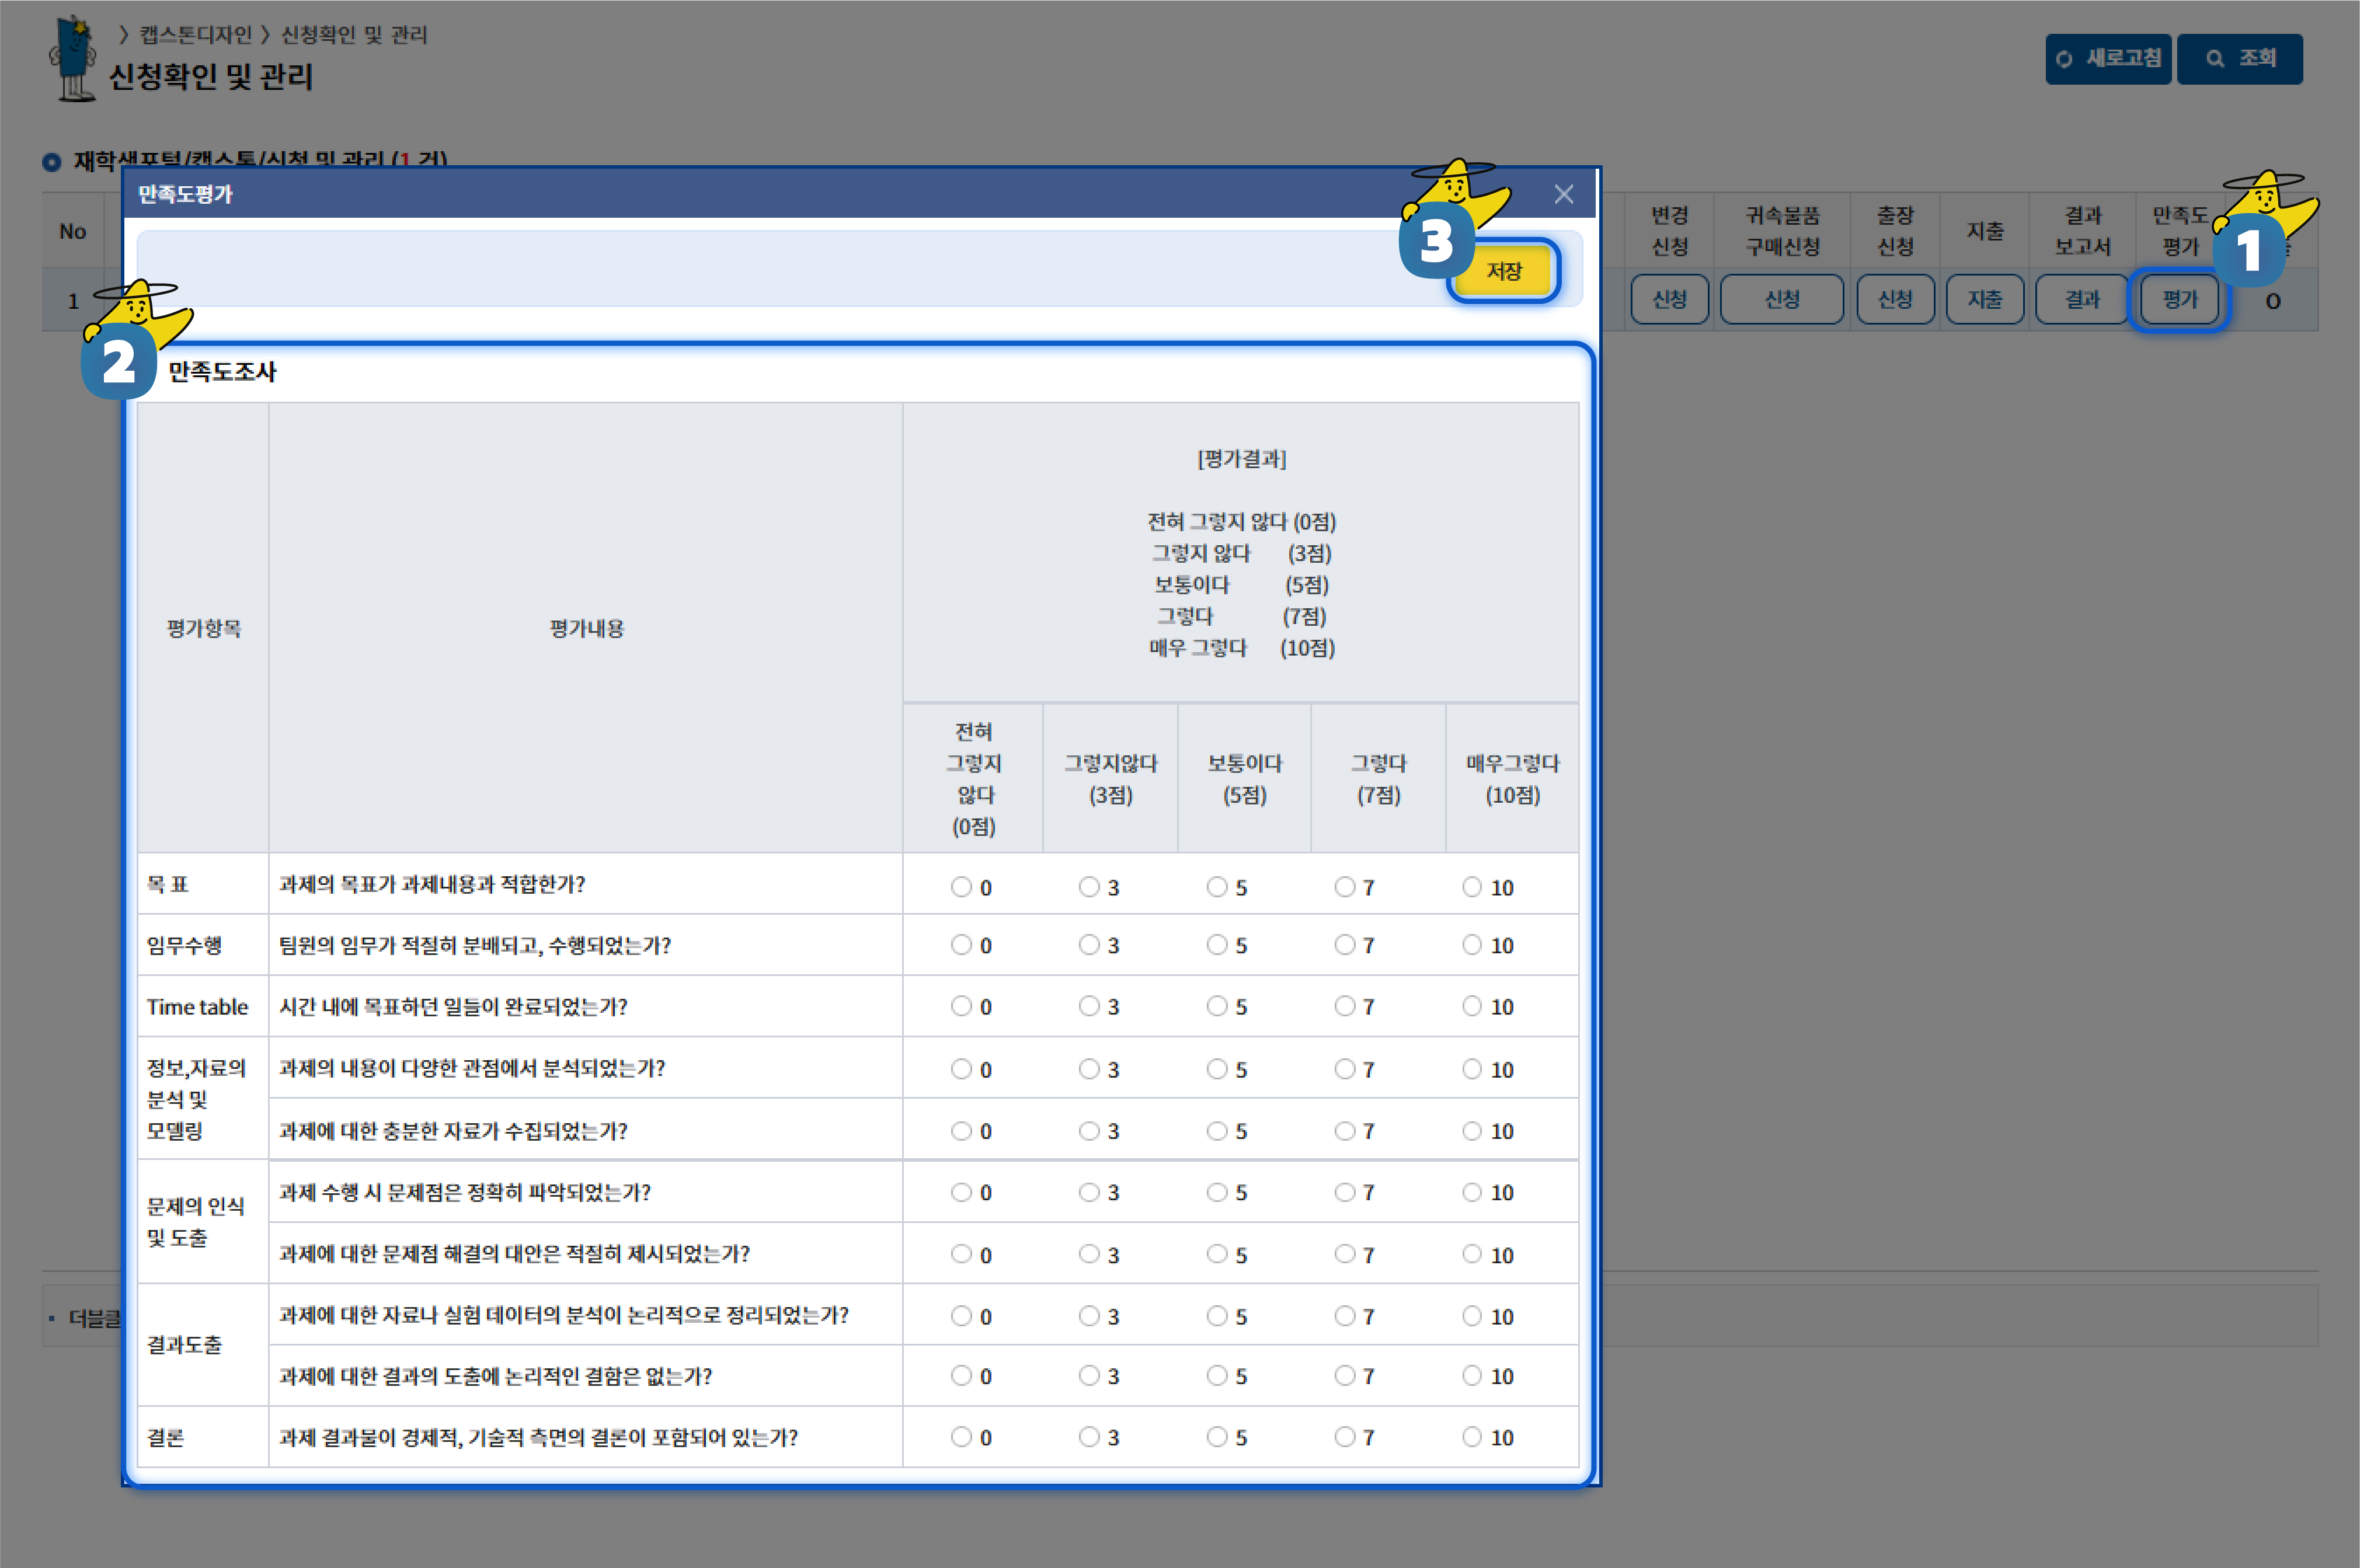 〉캡스톤디자인 〉신청확인 및 관리
신청확인 및 관리
새로고침
조회
재학생포털/캡스톤/신청 및 관리 (1 건)
No
변경
신청
귀속물품
구매신청
출장
신청
지출
결과
보고서
만족도
평가
1
1
신청
신청
신청
지출
결과
평가
O
만족도평가
3
저장
2
만족도조사
평가항목
평가내용
[평가결과]
전혀 그렇지 않다 (0점)
그렇지 않다 (3점)
보통이다 (5점)
그렇다 (7점)
매우 그렇다 (10점)
전혀
그렇지
않다
(0점)
그렇지않다
(3점)
보통이다
(5점)
그렇다
(7점)
매우그렇다
(10점)
목 표 과제의 목표가 과제내용과 적합한가? 0 3 5 7 10
임무수행 팀원의 임무가 적절히 분배되고, 수행되었는가? 0 3 5 7 10
Time table 시간 내에 목표하던 일들이 완료되었는가? 0 3 5 7 10
정보,자료의
분석 및
모델링
과제의 내용이 다양한 관점에서 분석되었는가? 0 3 5 7 10
과제에 대한 충분한 자료가 수집되었는가? 0 3 5 7 10
문제의 인식
및 도출
과제 수행 시 문제점은 정확히 파악되었는가? 0 3 5 7 10
과제에 대한 문제점 해결의 대안은 적절히 제시되었는가? 0 3 5 7 10
결과도출
과제에 대한 자료나 실험 데이터의 분석이 논리적으로 정리되었는가? 0 3 5 7 10
과제에 대한 결과의 도출에 논리적인 결함은 없는가? 0 3 5 7 10
결론 과제 결과물이 경제적, 기술적 측면의 결론이 포함되어 있는가? 0 3 5 7 10
더블클